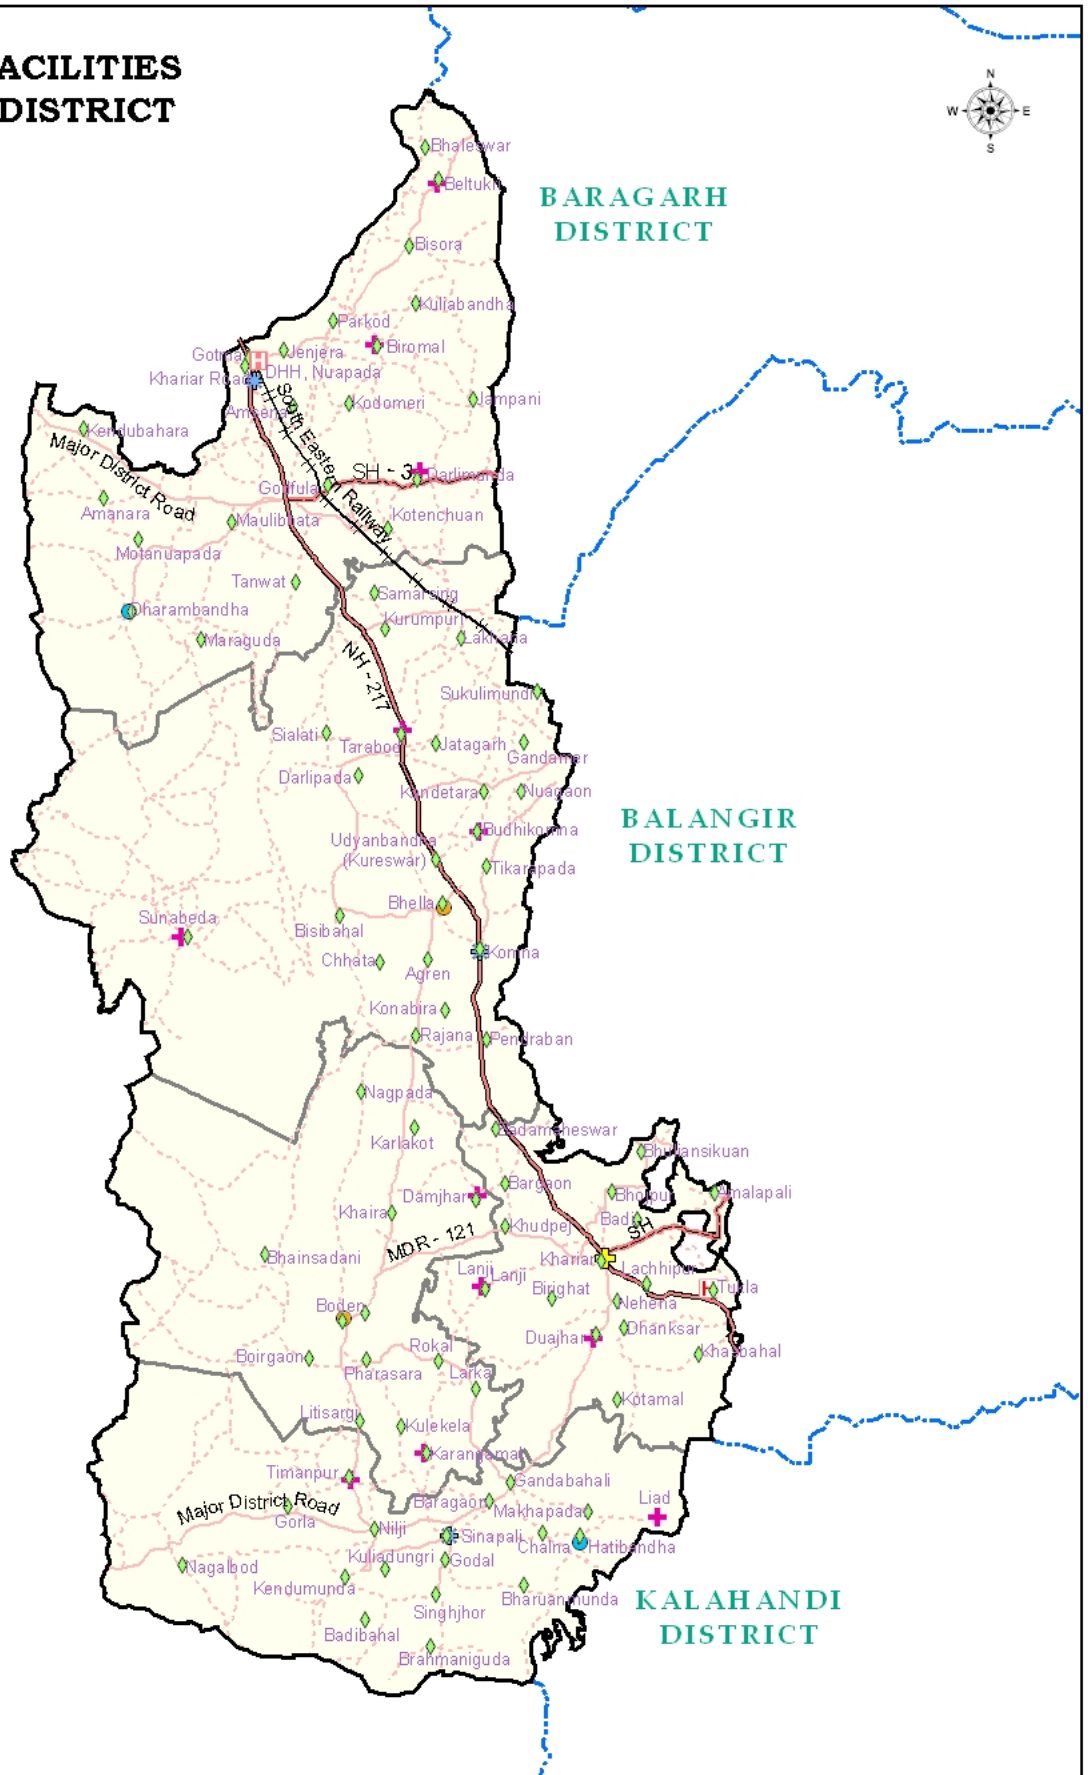 ACILITIES
DISTRICT
N
W
E
S
Bhaleswar
Beltukri
BARAGARH
DISTRICT
Bisora
Kuliabandha
Parkod
Gotma
Jenjera
Biromal
Khariar Road
DHH, Nuapada
Amsena
Kodomeri
Jampani
Kendubahara
South Eastern Railway
Major District Road
SH - 3
Darlimunda
Godfula
Amanara
Maulibhata
Kotenchuan
Motanuapada
Tanwat
Samarsing
Dharambandha
Kurumpuri
Maraguda
Lakhana
NH - 217
Sukulimundi
Sialati
Tarabod
Jatagarh
Gandamer
Darlipada
Kendetara
Nuagaon
BALANGIR
DISTRICT
Budhikomna
Udyanbandha
(Kureswar)
Tikarapada
Bhella
Sunabeda
Bisibahal
Komna
Chhata
Agren
Konabira
Rajana
Pendraban
Nagpada
Badamaheswar
Karlakot
Bhuliansikuan
Bargaon
Damjhar
Bholpur
Amalapali
Khaira
Badi
Khudpej
SH
MDR - 121
Bhainsadani
Khariar
Lachhipur
Lanji
Lanji
Birighat
H
Tukla
Nehena
Boden
Duajhar
Dhanksar
Boirgaon
Rokal
Khasbahal
Pharasara
Larka
Kotamal
Litisargi
Kulekela
Karangamal
Timanpur
Gandabahali
Major District Road
Baragaon
Makhapada
Liad
Gorla
Nilji
Sinapali
Chalna
Hatibandha
Nagalbod
Kuliadungri
Godal
Kendumunda
Bharuanmunda
Singhjhor
KALAHANDI
DISTRICT
Badibahal
Brahmaniguda